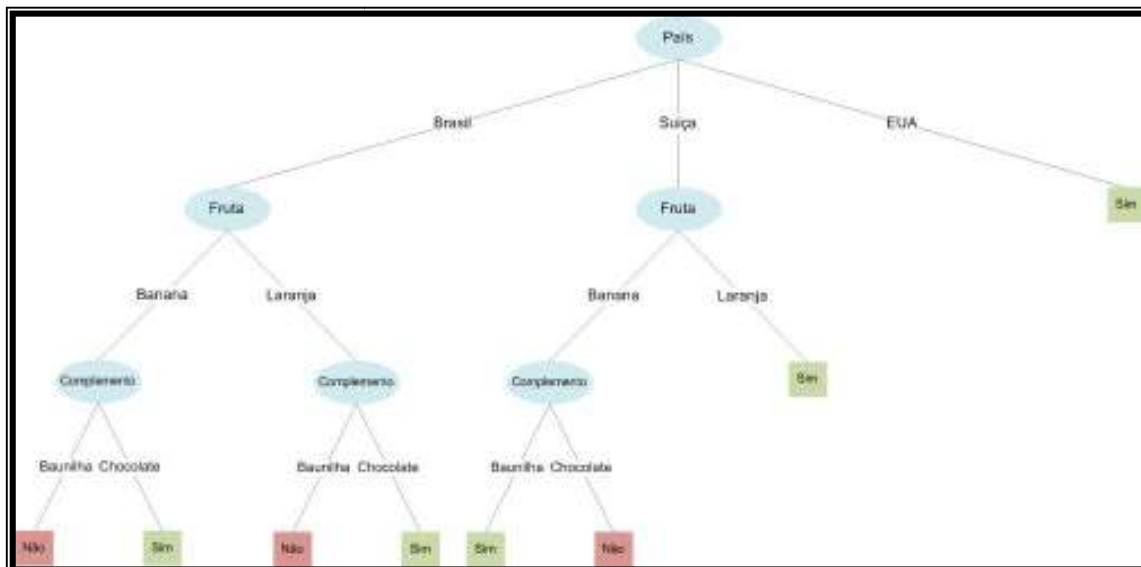 País
Brasil Suiça EUA
Fruta Fruta Sim
Banana Laranja Banana Laranja
Complemento Complemento Complemento Sim
Baunilha Chocolate Baunilha Chocolate Baunilha Chocolate
Não Sim Não Sim Sim Não